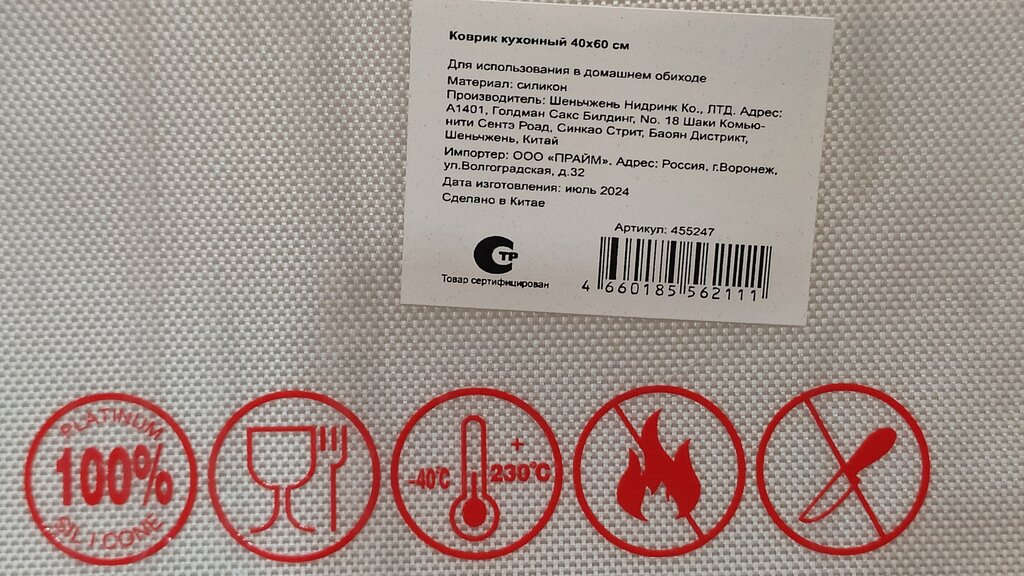 Коврик кухонный 40x60 см
Для использования в домашнем обиходе
Материал: силикон
Производитель: Шеньчжень Нидринк Ко., ЛТД. Адрес:
А1401, Голдман Сакс Билдинг, No. 18 Шаки Комью-
нити Сентэ Роад, Синкао Стрит, Баоян Дистрикт,
Шеньчжень, Китай
Импортер: ООО «ПРАЙМ». Адрес: Россия, г.Воронеж,
ул.Волгоградская, д.32
Дата изготовления: июль 2024
Сделано в Китае
Артикул: 455247
СТР
Товар сертифицирован
4 660185 562111
PLATINUM
100%
SILICONE
-40°C
+
230°C